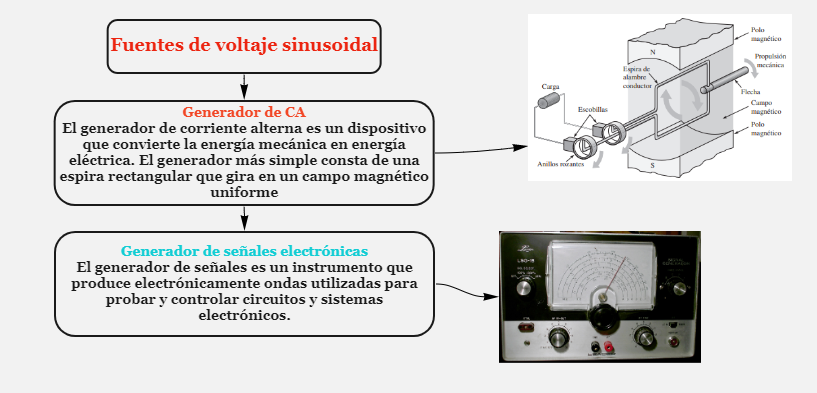 Fuentes de voltaje sinusoidal
Generador de CA
El generador de corriente alterna es un dispositivo
que convierte la energía mecánica en energía
eléctrica. El generador más simple consta de una
espira rectangular que gira en un campo magnético
uniforme
Polo
magnético
N
Propulsión
mecánica
Espira de
alambre
conductor
Carga
Flecha
Escobillas
Campo
magnético
Polo
magnético
Anillos rozantes
S
Generador de señales electrónicas
El generador de señales es un instrumento que
produce electrónicamente ondas utilizadas para
probar y controlar circuitos y sistemas
electrónicos.